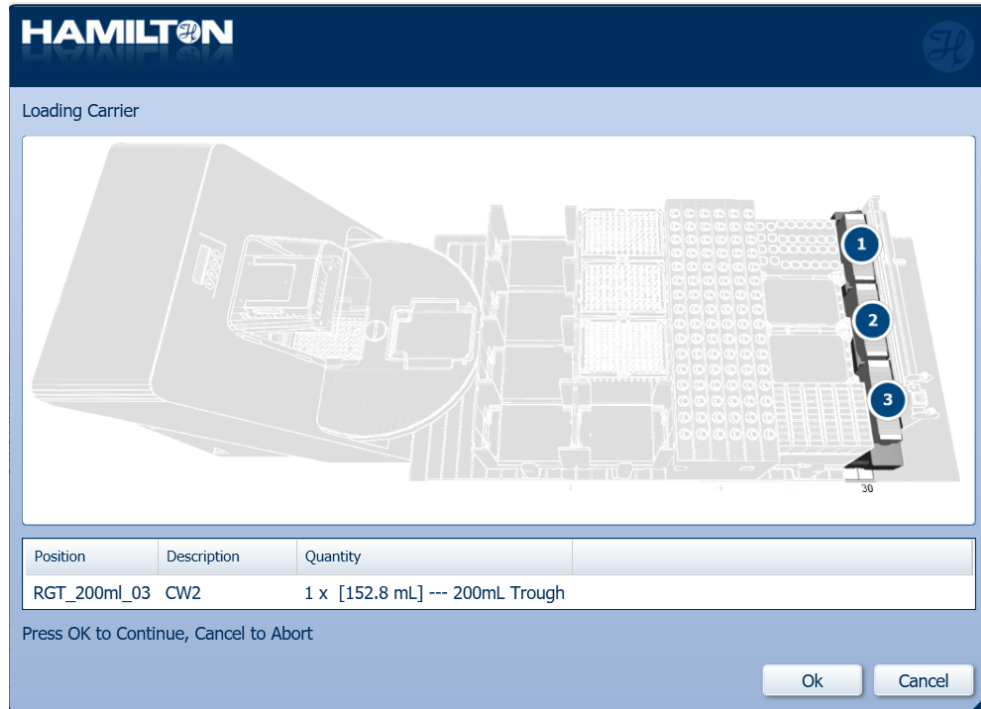 HAMILTON
Loading Carrier
1
2
3
30
Position Description Quantity
RGT_200ml_03 CW2 1 x [152.8 mL] --- 200mL Trough
Press OK to Continue, Cancel to Abort
Ok Cancel